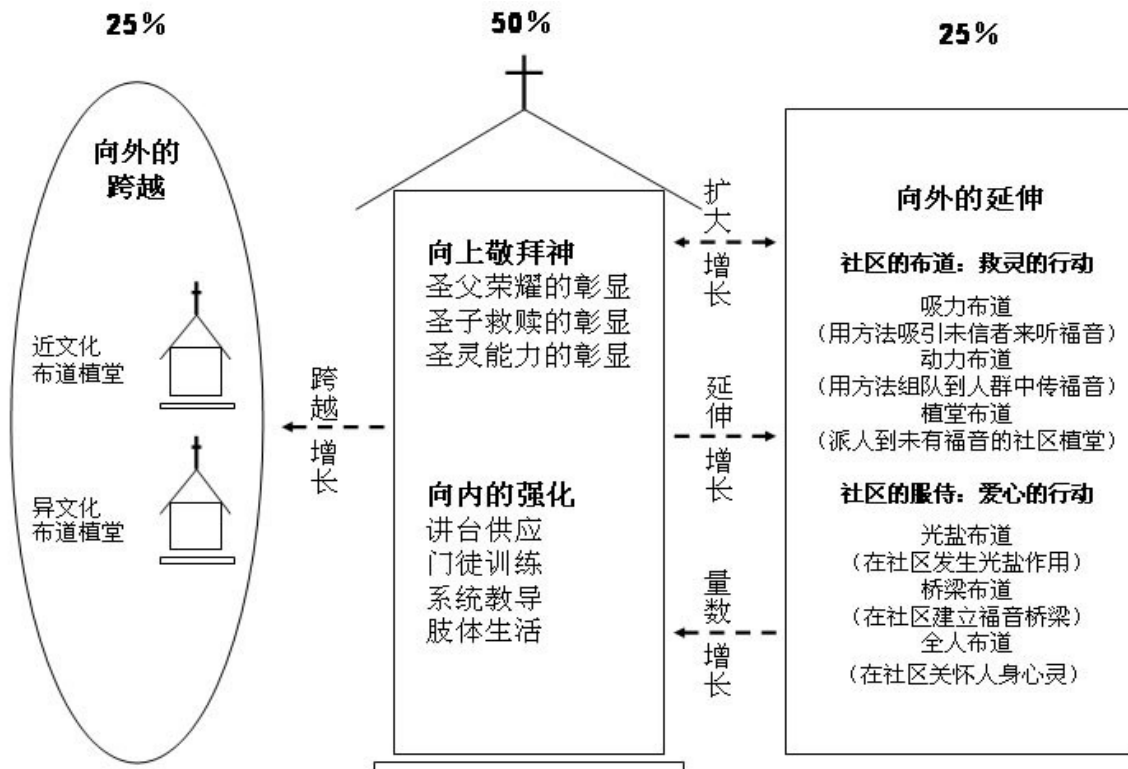 25%
50%
25%
向外的
跨越
近文化
布道植堂
异文化
布道植堂
跨越增长
向上敬拜神
圣父荣耀的彰显
圣子救赎的彰显
圣灵能力的彰显
向内的强化
讲台供应
门徒训练
系统教导
肢体生活
扩大增长
延伸增长
量数增长
向外的延伸
社区的布道：救灵的行动
吸力布道
(用方法吸引未信者来听福音)
动力布道
(用方法组队到人群中传福音)
植堂布道
(派人到未有福音的社区植堂)
社区的服侍：爱心的行动
光盐布道
(在社区发生光盐作用)
桥梁布道
(在社区建立福音桥梁)
全人布道
(在社区关怀人身心灵)